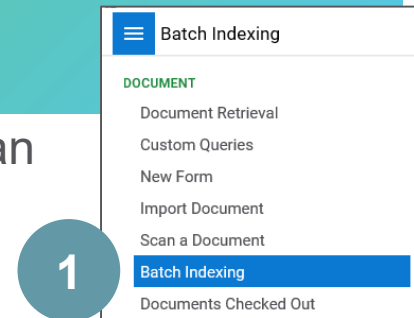 Batch Indexing
DOCUMENT
Document Retrieval
an
Custom Queries
New Form
Import Document
Scan a Document
1
Batch Indexing
Documents Checked Out